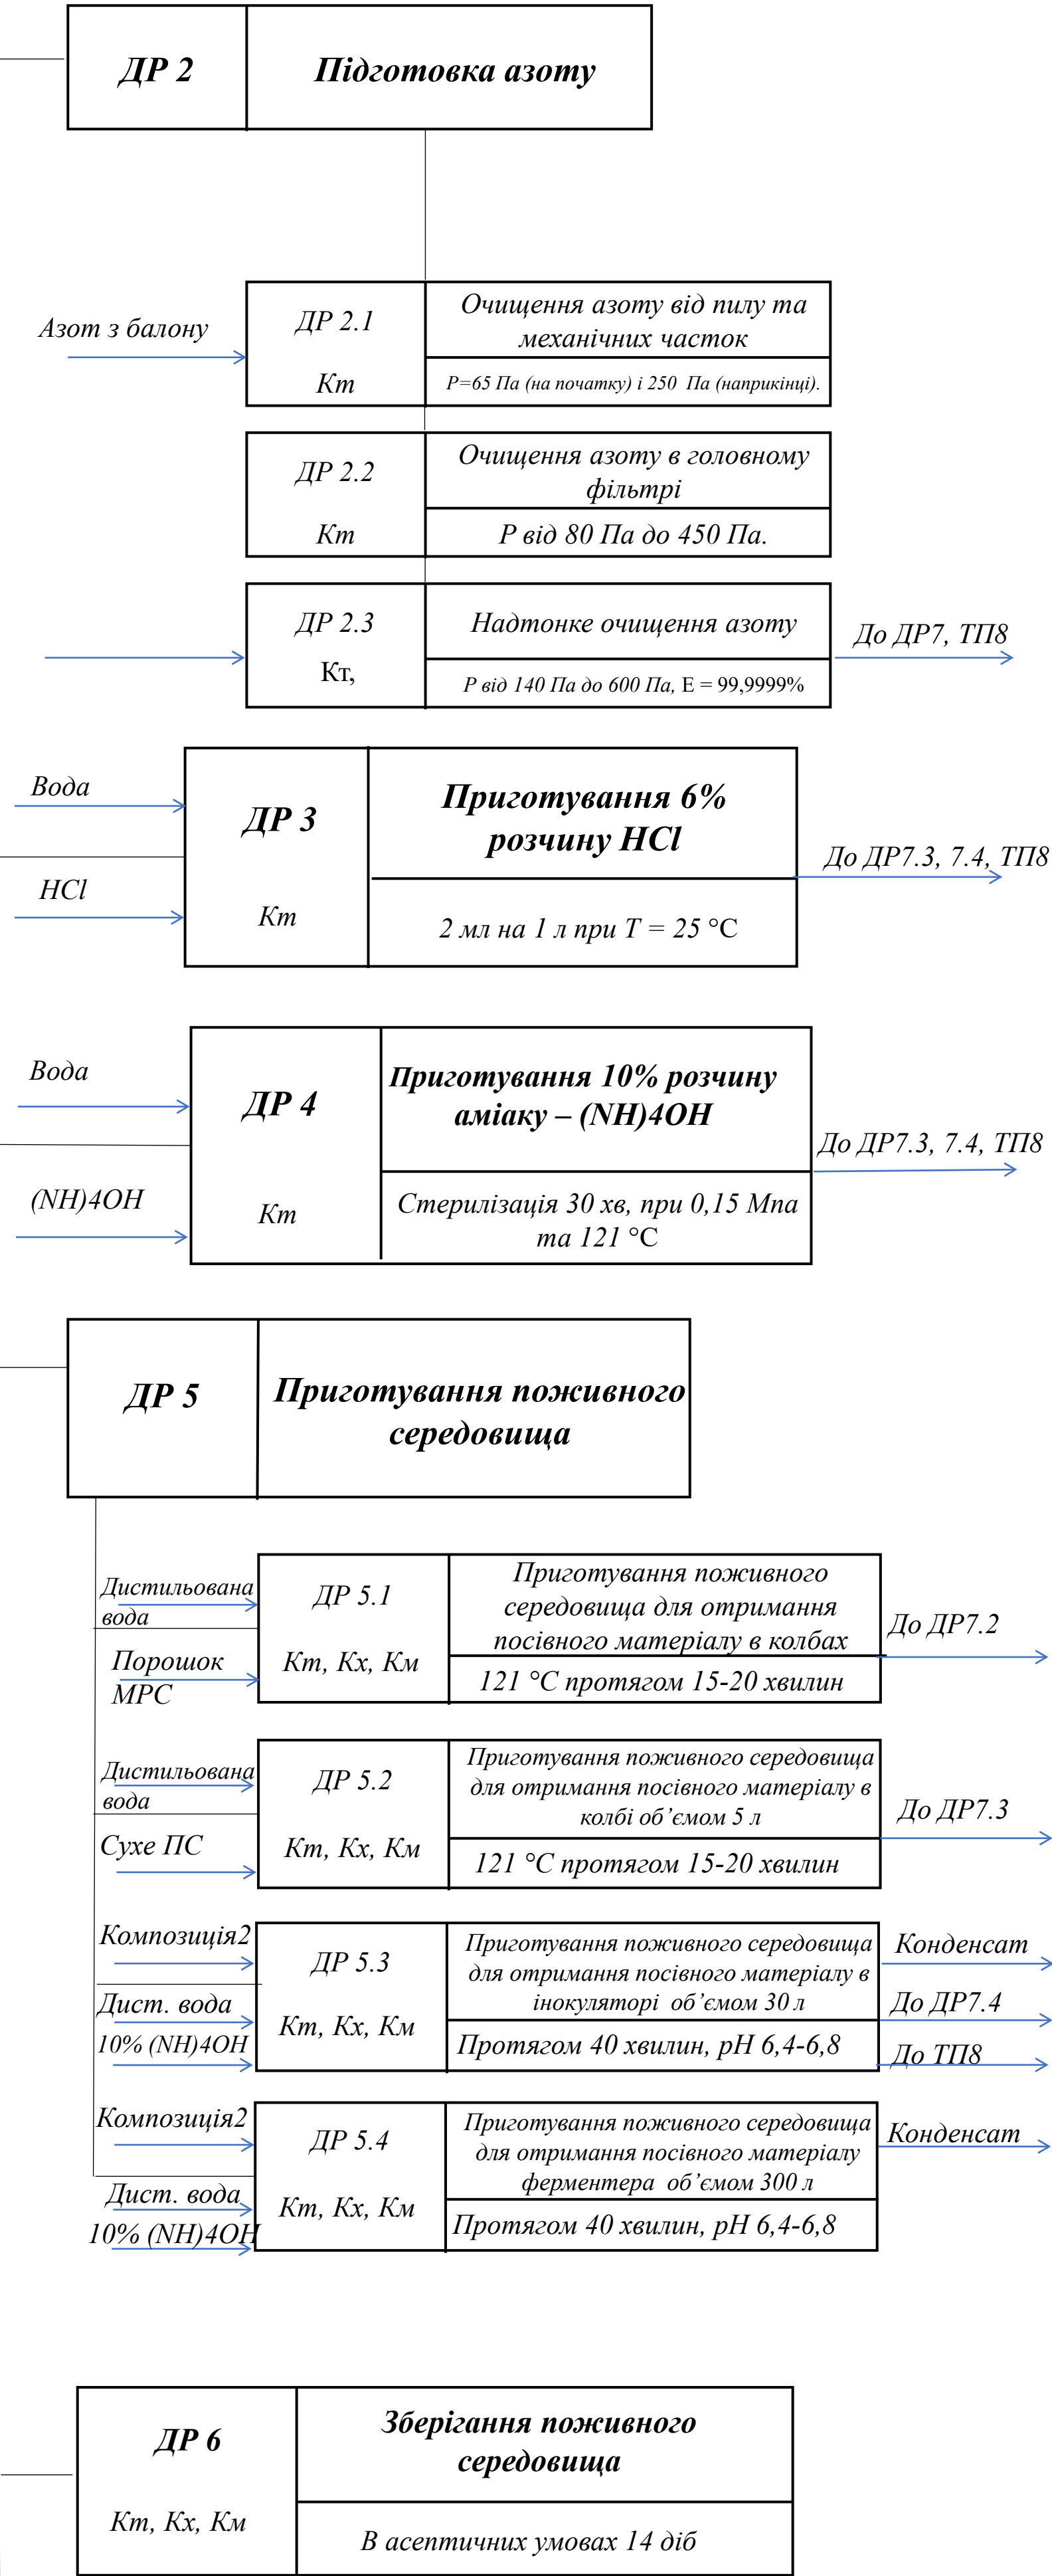 ДР 2
Підготовка азоту
Азот з балону
ДР 2.1
Кт
Очищення азоту від пилу та
механічних часток
P=65 Па (на початку) і 250 Па (наприкінці).
ДР 2.2
Кт
Очищення азоту в головному
фільтрі
Р від 80 Па до 450 Па.
ДР 2.3
Кт,
Надтонке очищення азоту
Р від 140 Па до 600 Па, Е = 99,9999%
До ДР7, ТП8
Вода
HCl
ДР 3
Кт
Приготування 6%
розчину HCl
2 мл на 1 л при Т = 25 °С
До ДР7.3, 7.4, ТП8
Вода
(NH)4OH
ДР 4
Кт
Приготування 10% розчину
аміаку – (NH)4OH
Стерилізація 30 хв, при 0,15 Мпа
та 121 °С
До ДР7.3, 7.4, ТП8
ДР 5
Приготування поживного
середовища
Дистильована
вода
Порошок
МРС
ДР 5.1
Кт, Кх, Км
Приготування поживного
середовища для отримання
посівного матеріалу в колбах
121 °С протягом 15-20 хвилин
До ДР7.2
Дистильована
вода
Сухе ПС
ДР 5.2
Кт, Кх, Км
Приготування поживного середовища
для отримання посівного матеріалу в
колбі об’ємом 5 л
121 °С протягом 15-20 хвилин
До ДР7.3
Композиція2
Дист. вода
10% (NH)4OH
ДР 5.3
Кт, Кх, Км
Приготування поживного середовища
для отримання посівного матеріалу в
інокуляторі об’ємом 30 л
Протягом 40 хвилин, рН 6,4-6,8
Конденсат
До ДР7.4
До ТП8
Композиція2
Дист. вода
10% (NH)4OH
ДР 5.4
Кт, Кх, Км
Приготування поживного середовища
для отримання посівного матеріалу
ферментера об’ємом 300 л
Протягом 40 хвилин, рН 6,4-6,8
Конденсат
ДР 6
Кт, Кх, Км
Зберігання поживного
середовища
В асептичних умовах 14 діб